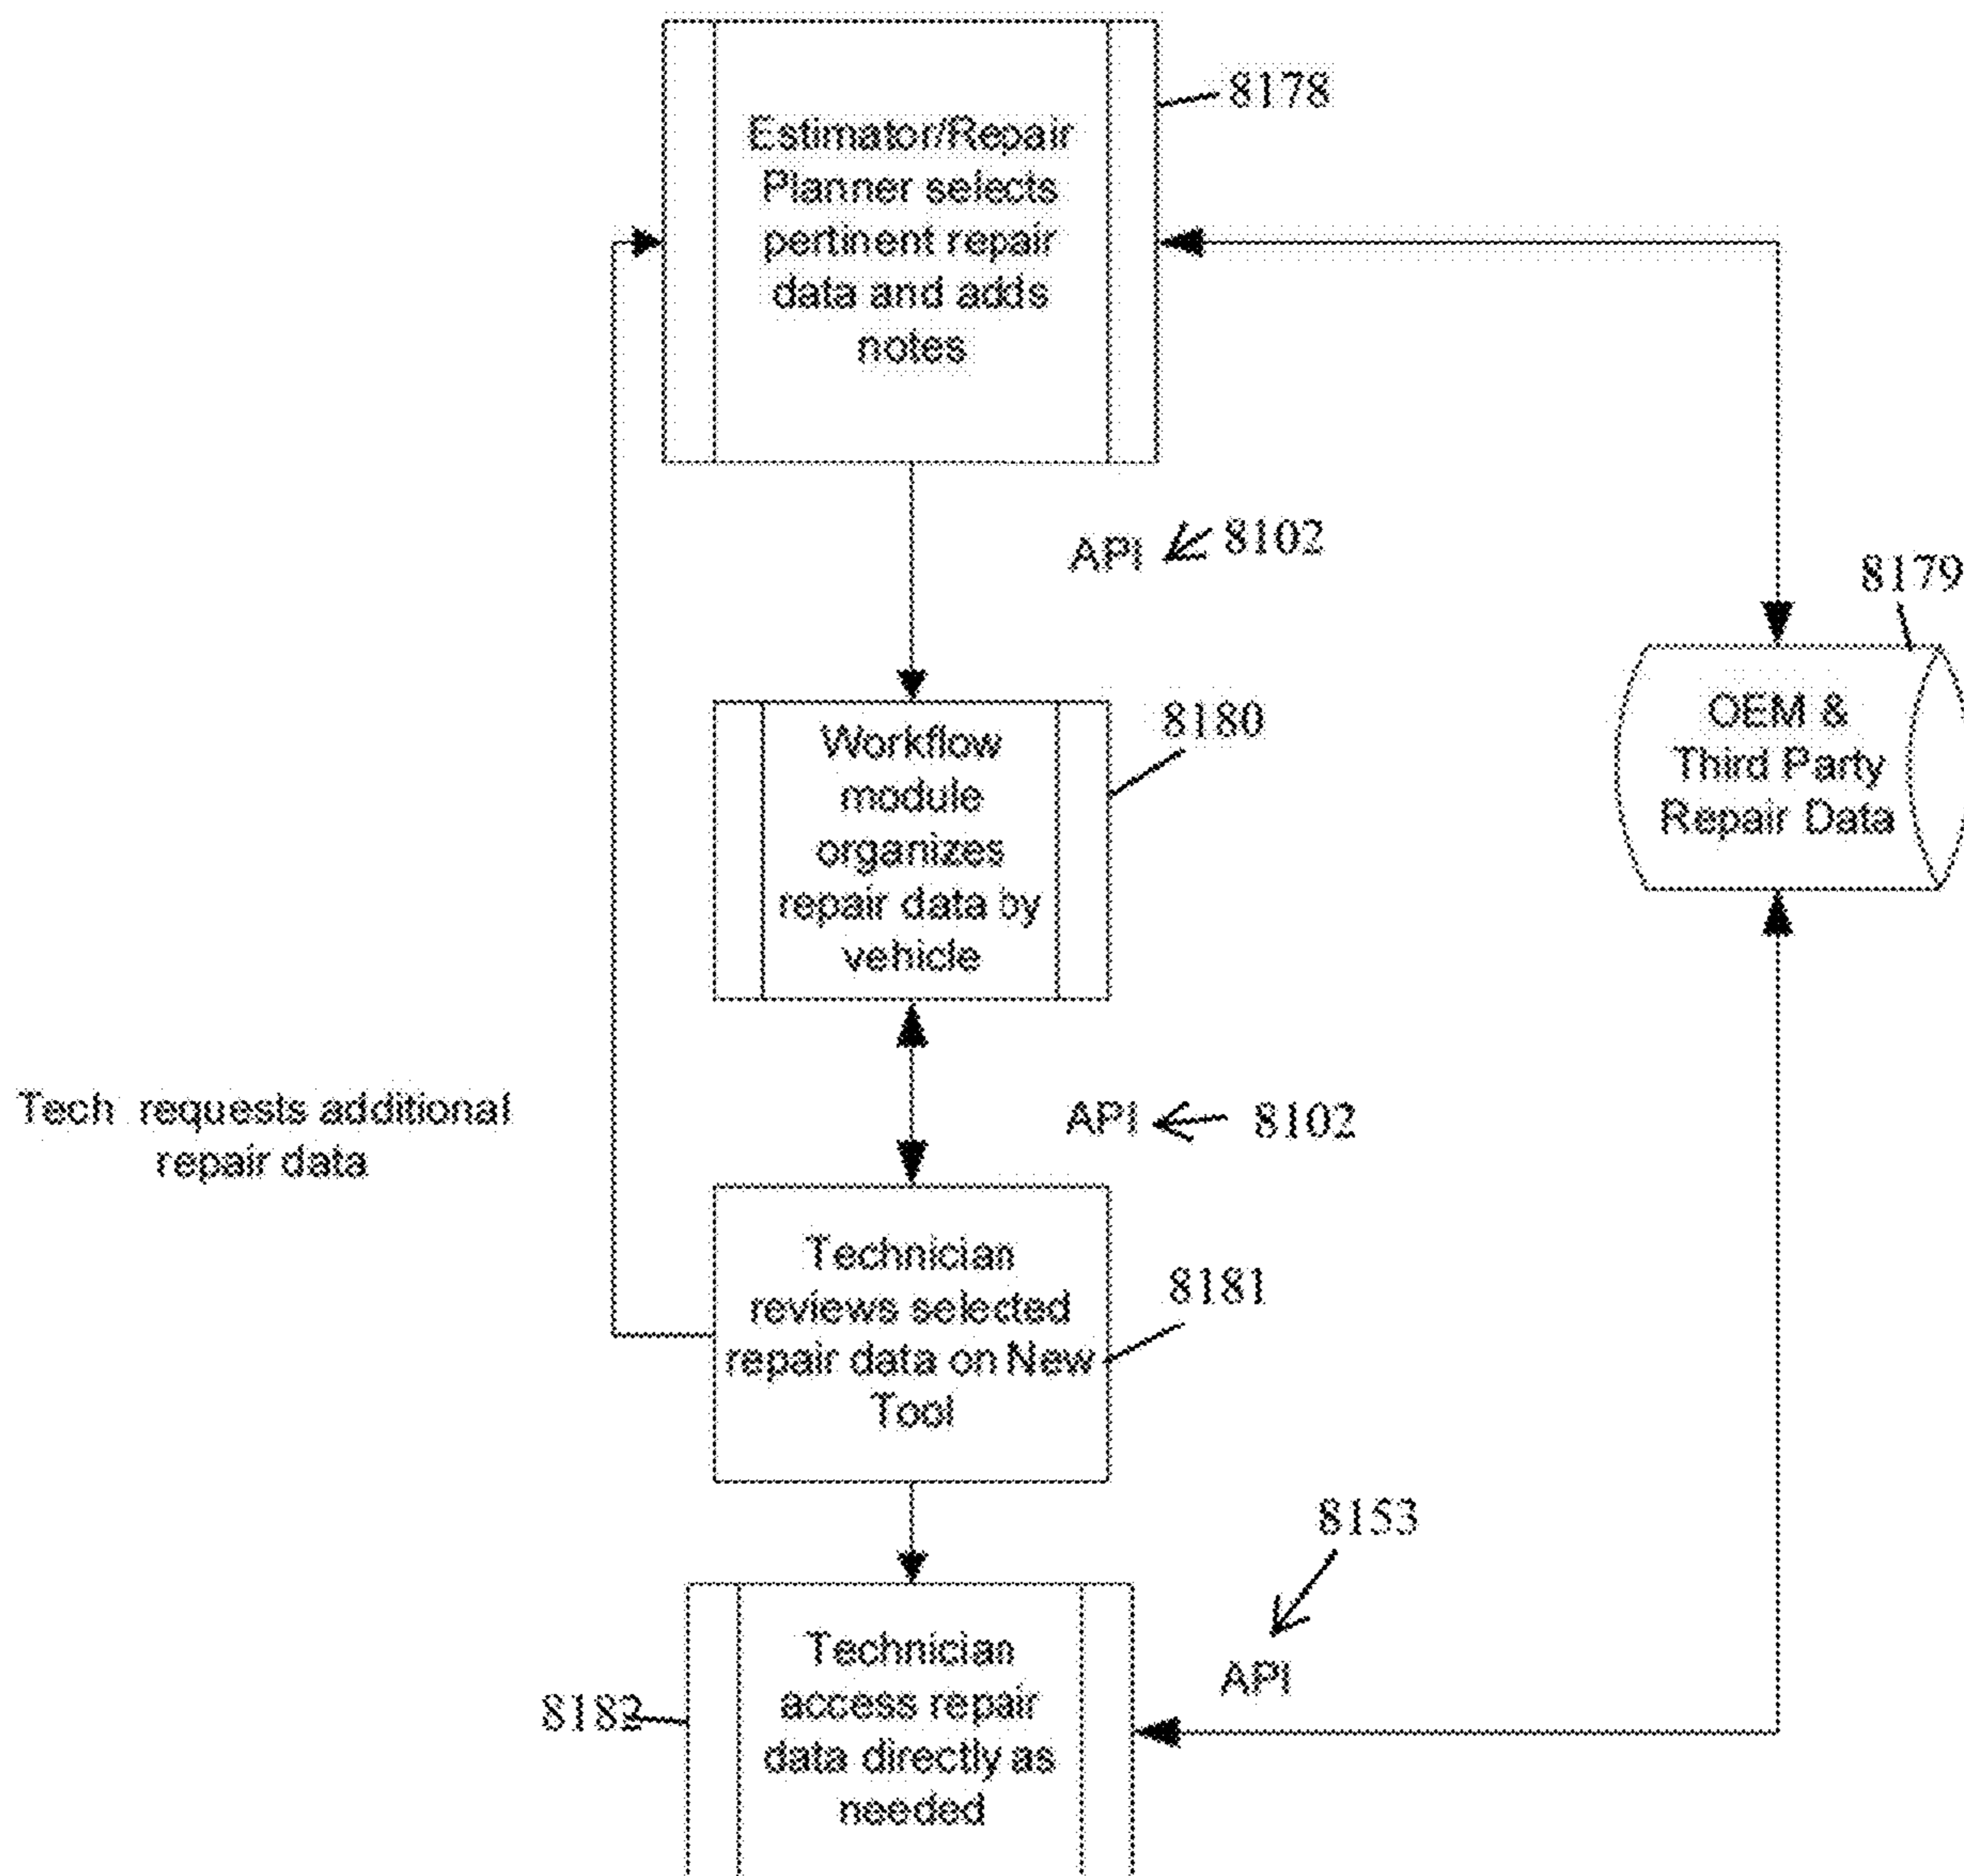 8178
Estimator/Repair
Planner selects
pertinent repair
data and adds
notes
API 8102
8179
OEM &
Third Party
Repair Data
8180
Workflow
module
organizes
repair data by
vehicle
Tech requests additional
repair data
API 8102
Technician
reviews selected
repair data on New
Tool
8181
8153
API
8182
Technician
access repair
data directly as
needed